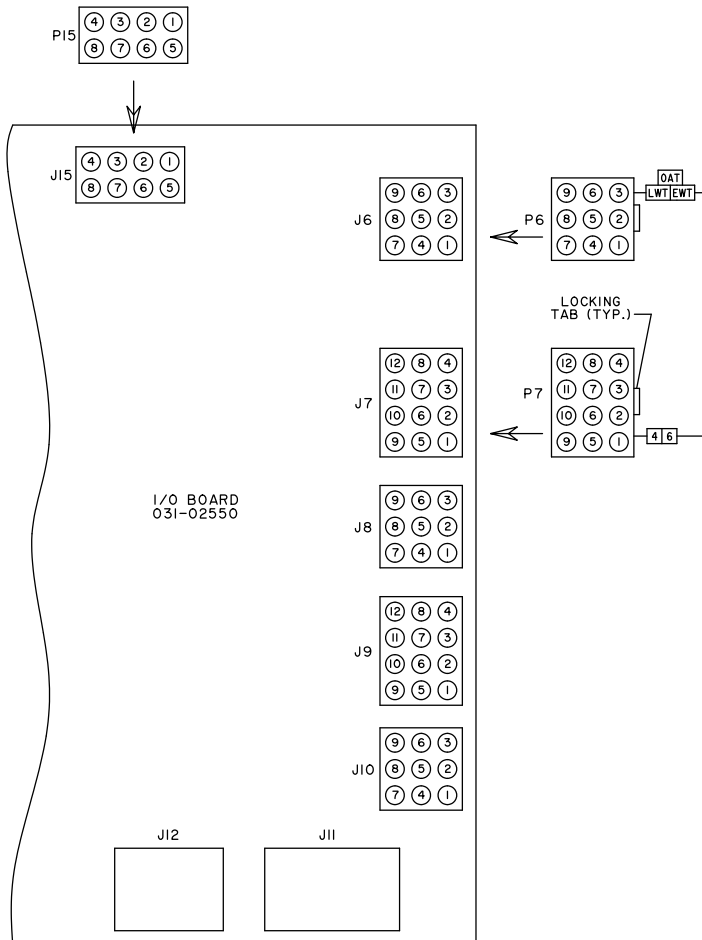 P15
4 3 2 1
8 7 6 5
J15
4 3 2 1
8 7 6 5
J6
9 6 3
8 5 2
7 4 1
P6
9 6 3
8 5 2
7 4 1
OAT
LWT EWT
LOCKING
TAB (TYP.)
J7
12 8 4
11 7 3
10 6 2
9 5 1
P7
12 8 4
11 7 3
10 6 2
9 5 1
4 6
I/O BOARD
031-02550
J8
9 6 3
8 5 2
7 4 1
J9
12 8 4
11 7 3
10 6 2
9 5 1
J10
9 6 3
8 5 2
7 4 1
J12
J11